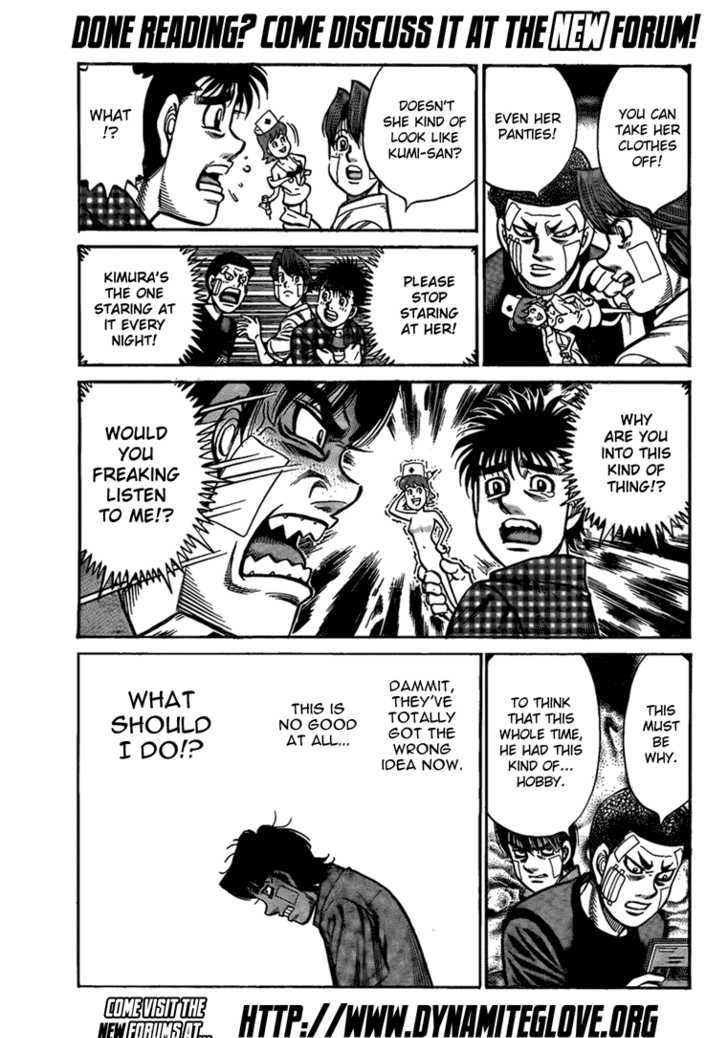 DONE READING? COME DISCUSS IT AT THE NEW FORUM!
YOU CAN
TAKE HER
CLOTHES
OFF!
EVEN HER
PANTIES!
DOESN'T
SHE KIND OF
LOOK LIKE
KUMI-SAN?
WHAT
!?
PLEASE
STOP
STARING
AT HER!
KIMURA'S
THE ONE
STARING AT
IT EVERY
NIGHT!
WHY
ARE YOU
INTO THIS
KIND OF
THING!?
WOULD
YOU
FREAKING
LISTEN
TO ME!?
THIS
MUST
BE
WHY.
TO THINK
THAT THIS
WHOLE TIME,
HE HAD THIS
KIND OF...
HOBBY.
DAMMIT,
THEY'VE
TOTALLY
GOT THE
WRONG
IDEA NOW.
THIS IS
NO GOOD
AT ALL...
WHAT
SHOULD
I DO!?
COME VISIT THE
NEW FORUMS AT...
HTTP://WWW.DYNAMITEGLOVE.ORG